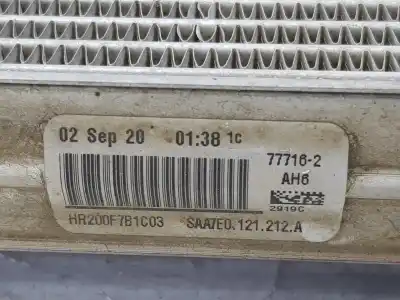 02 Sep 20 01:38 1c
77716-2
AH6
2919C
HR200F7B1C03 SAA7E0.121.212.A